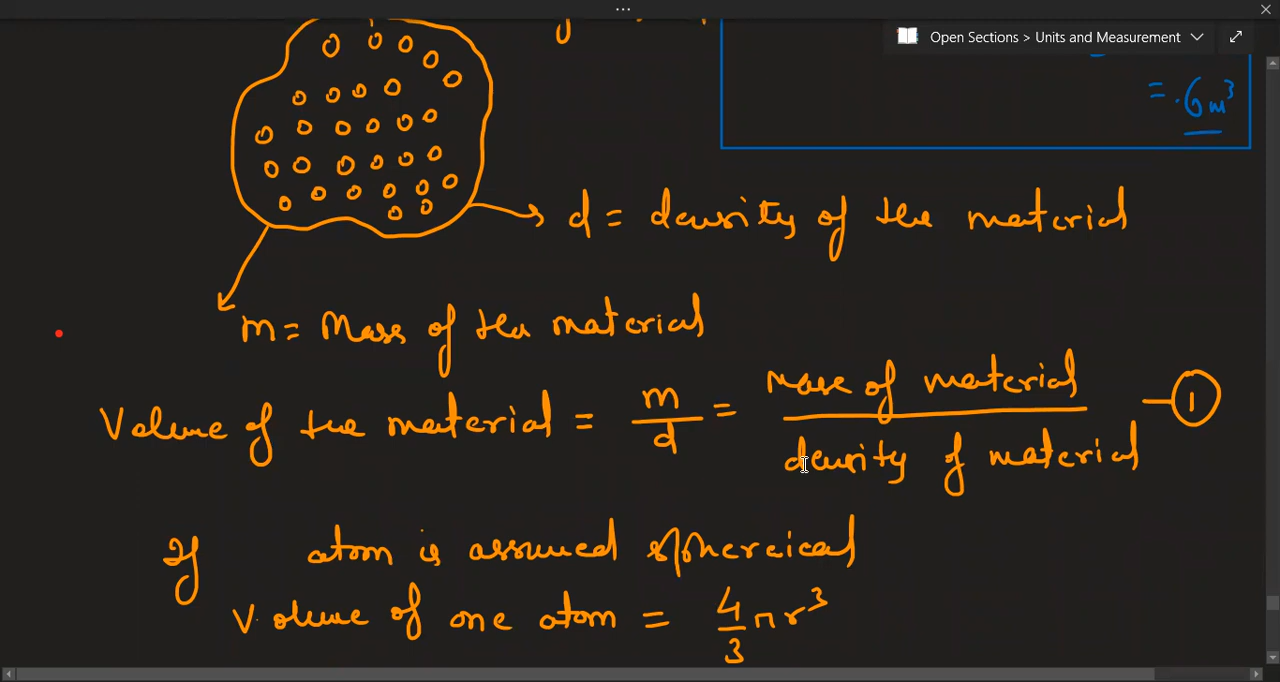 Open Sections > Units and Measurement
= .6m³
d = density of the material
m = Mass of the material
Volume of the material = m/d = Mass of material/density of material —①
If atom is assumed sphereical
Volume of one atom = 4/3 πr³